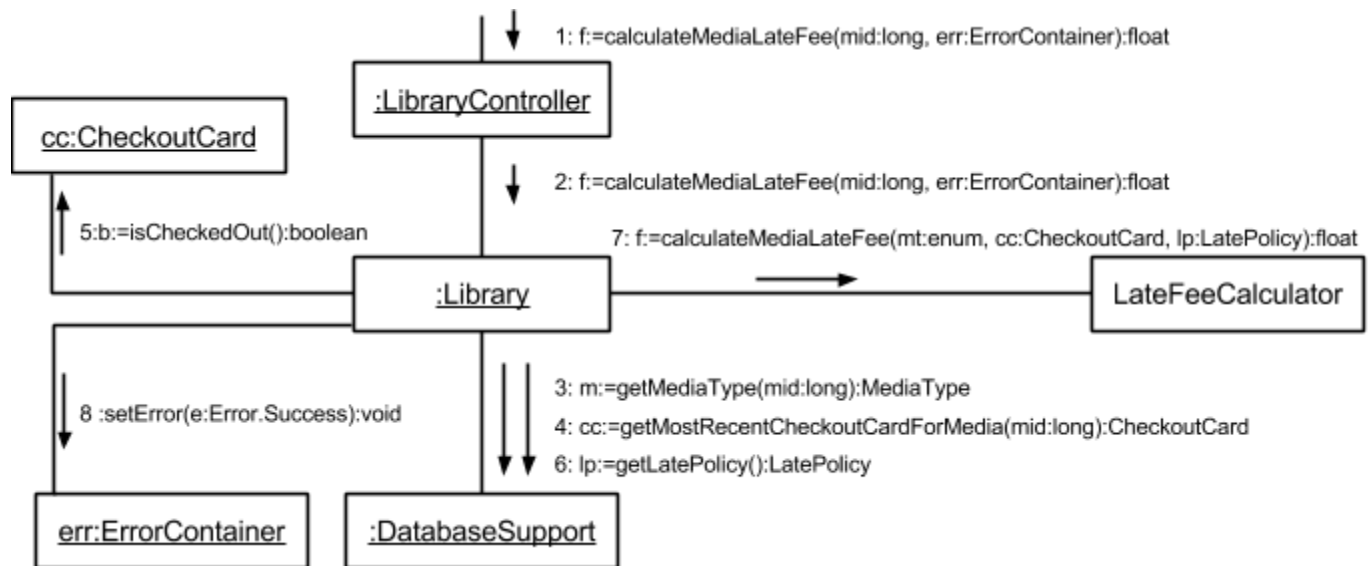 1: f:=calculateMediaLateFee(mid:long, err:ErrorContainer):float
:LibraryController
cc:CheckoutCard
2: f:=calculateMediaLateFee(mid:long, err:ErrorContainer):float
5:b:=isCheckedOut():boolean
7: f:=calculateMediaLateFee(mt:enum, cc:CheckoutCard, lp:LatePolicy):float
:Library
LateFeeCalculator
3: m:=getMediaType(mid:long):MediaType
8 :setError(e:Error.Success):void
4: cc:=getMostRecentCheckoutCardForMedia(mid:long):CheckoutCard
6: lp:=getLatePolicy():LatePolicy
err:ErrorContainer
:DatabaseSupport